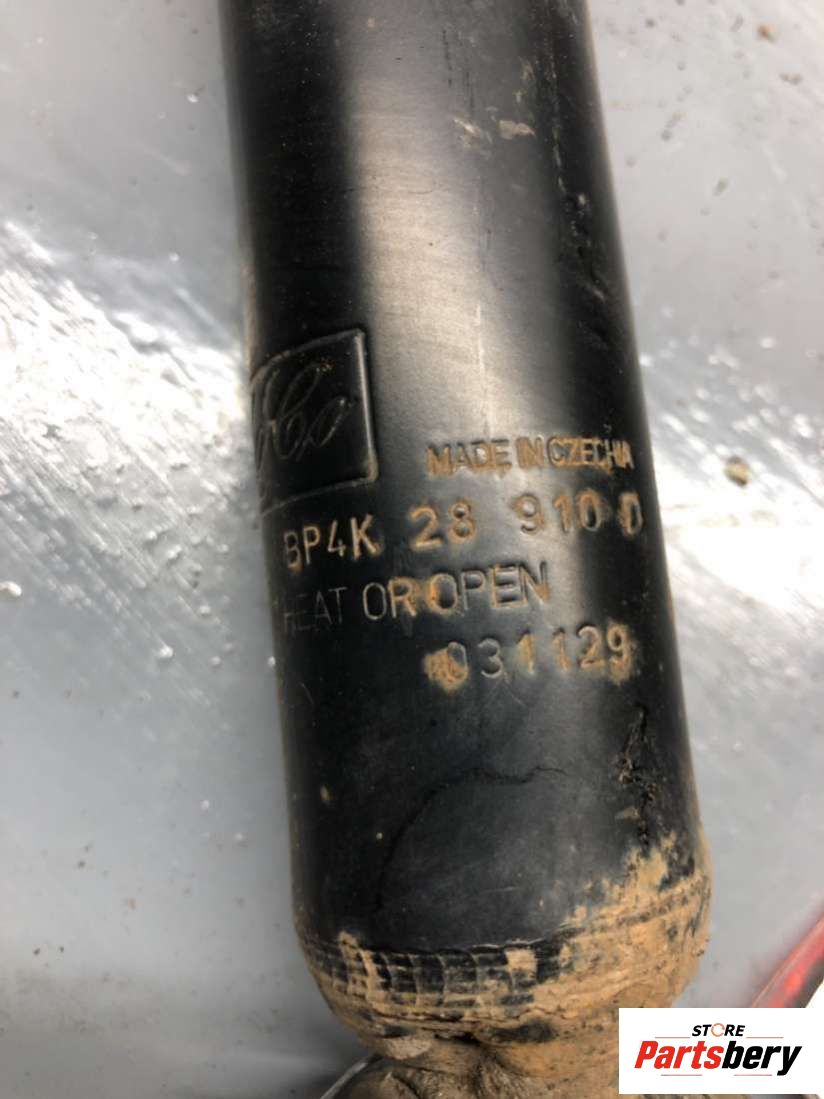 MADE IN CZECHIA
BP4K 28 910 D
HEAT OR OPEN
031129
STORE
Partsbery